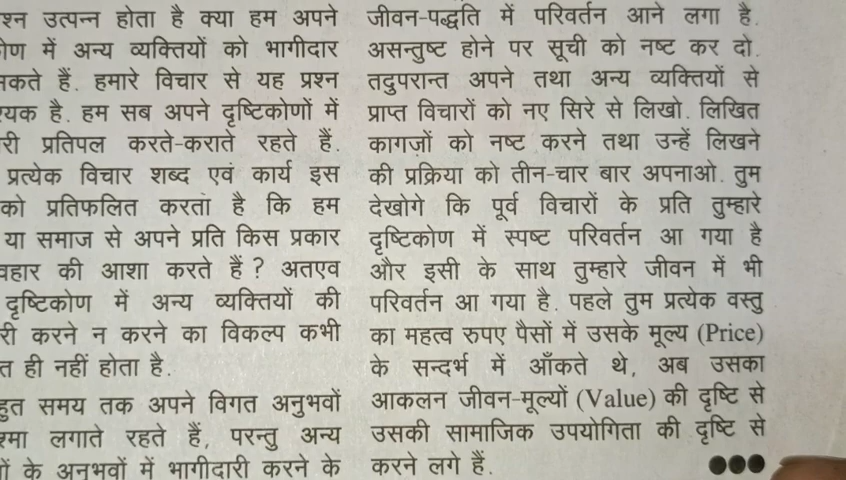 उत्पन्न होता है क्या हम अपने
में अन्य व्यक्तियों को भागीदार
सकते हैं. हमारे विचार से यह प्रश्न
है. हम सब अपने दृष्टिकोणों में
प्रतिपल करते-कराते रहते हैं.
प्रत्येक विचार शब्द एवं कार्य इस
को प्रतिफलित करता है कि हम
या समाज से अपने प्रति किस प्रकार
की आशा करते हैं ? अतएव
दृष्टिकोण में अन्य व्यक्तियों की
करने न करने का विकल्प कभी
ही नहीं होता है.
समय तक अपने विगत अनुभवों
लगाते रहते हैं, परन्तु अन्य
के अनुभवों में भागीदारी करने के
जीवन-पद्धति में परिवर्तन आने लगा है.
असन्तुष्ट होने पर सूची को नष्ट कर दो.
तदुपरान्त अपने तथा अन्य व्यक्तियों से
प्राप्त विचारों को नए सिरे से लिखो. लिखित
कागजों को नष्ट करने तथा उन्हें लिखने
की प्रक्रिया को तीन-चार बार अपनाओ. तुम
देखोगे कि पूर्व विचारों के प्रति तुम्हारे
दृष्टिकोण में स्पष्ट परिवर्तन आ गया है
और इसी के साथ तुम्हारे जीवन में भी
परिवर्तन आ गया है. पहले तुम प्रत्येक वस्तु
का महत्व रुपए पैसों में उसके मूल्य (Price)
के सन्दर्भ में आँकते थे, अब उसका
आकलन जीवन-मूल्यों (Value) की दृष्टि से
उसकी सामाजिक उपयोगिता की दृष्टि से
करने लगे हैं.